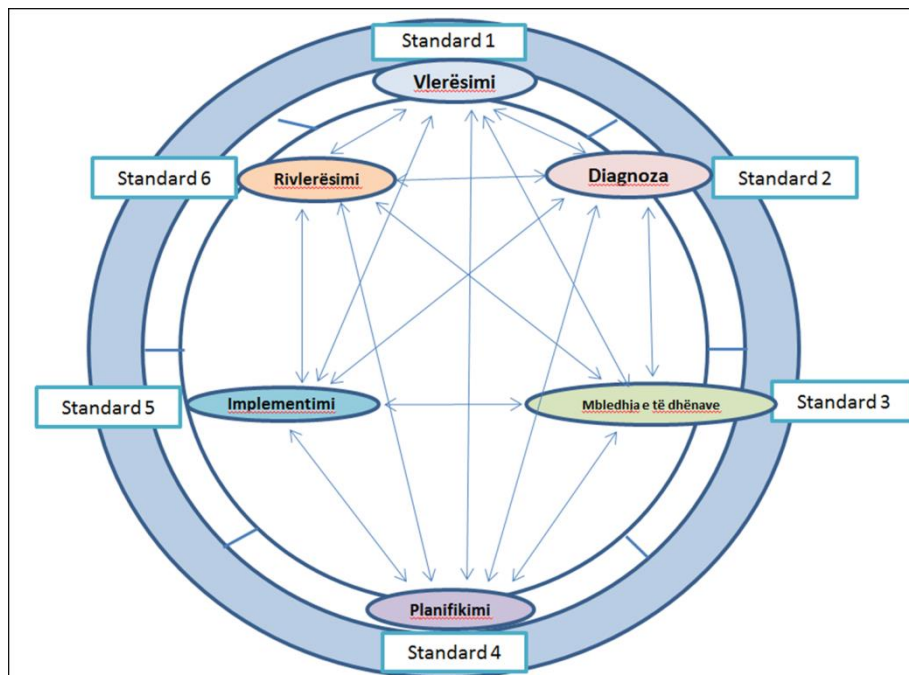 Standard 1
Vlerësimi
Standard 6
Rivlerësimi
Diagnoza
Standard 2
Standard 5
Implementimi
Mbledhja e të dhënave
Standard 3
Planifikimi
Standard 4